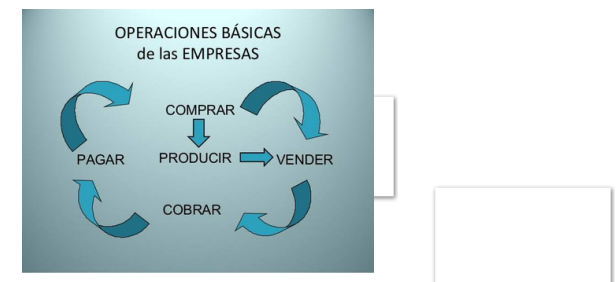 OPERACIONES BÁSICAS
de las EMPRESAS
COMPRAR
PAGAR
PRODUCIR
VENDER
COBRAR